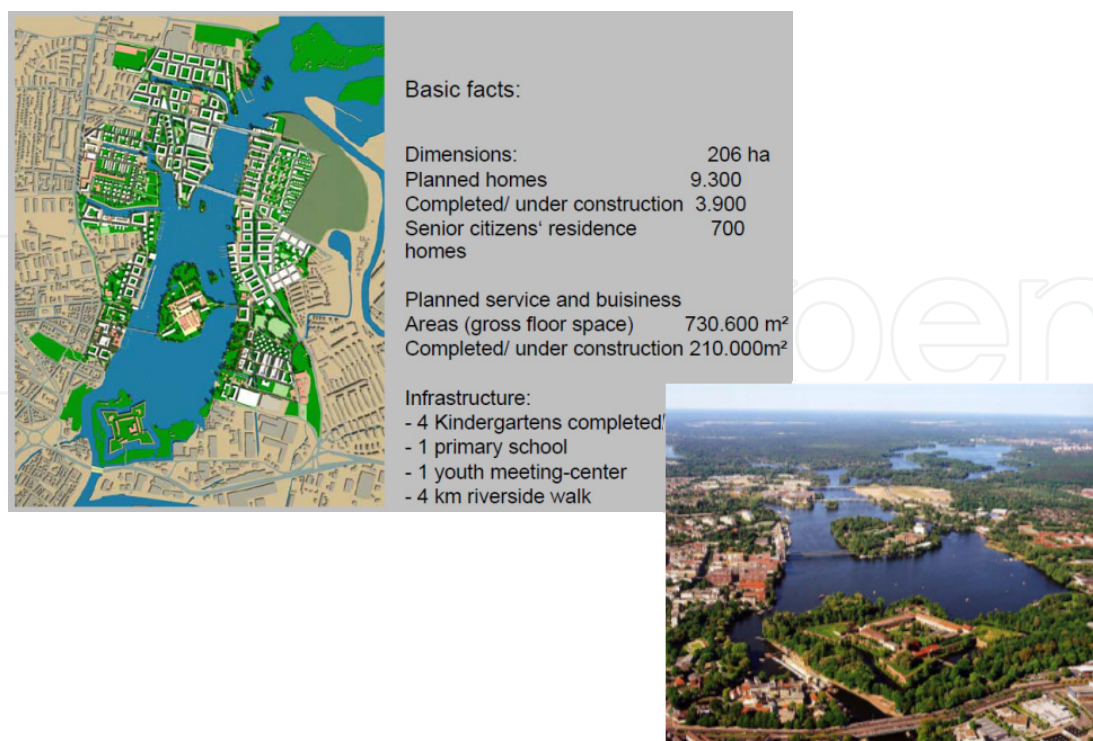 Basic facts:
Dimensions: 206 ha
Planned homes 9.300
Completed/ under construction 3.900
Senior citizens‘ residence 700
homes
Planned service and buisiness
Areas (gross floor space) 730.600 m²
Completed/ under construction 210.000m²
Infrastructure:
- 4 Kindergartens completed/
- 1 primary school
- 1 youth meeting-center
- 4 km riverside walk